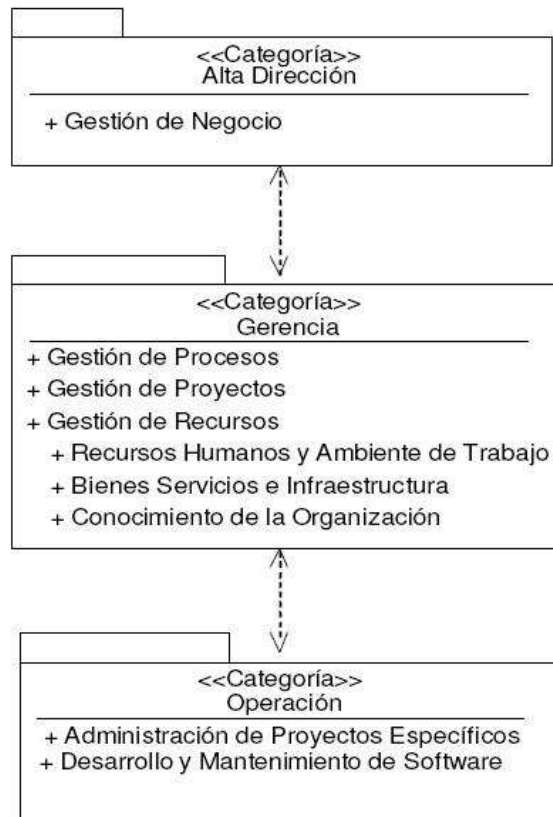 <<Categoría>>
Alta Dirección
+ Gestión de Negocio
<<Categoría>>
Gerencia
+ Gestión de Procesos
+ Gestión de Proyectos
+ Gestión de Recursos
+ Recursos Humanos y Ambiente de Trabajo
+ Bienes Servicios e Infraestructura
+ Conocimiento de la Organización
<<Categoría>>
Operación
+ Administración de Proyectos Específicos
+ Desarrollo y Mantenimiento de Software